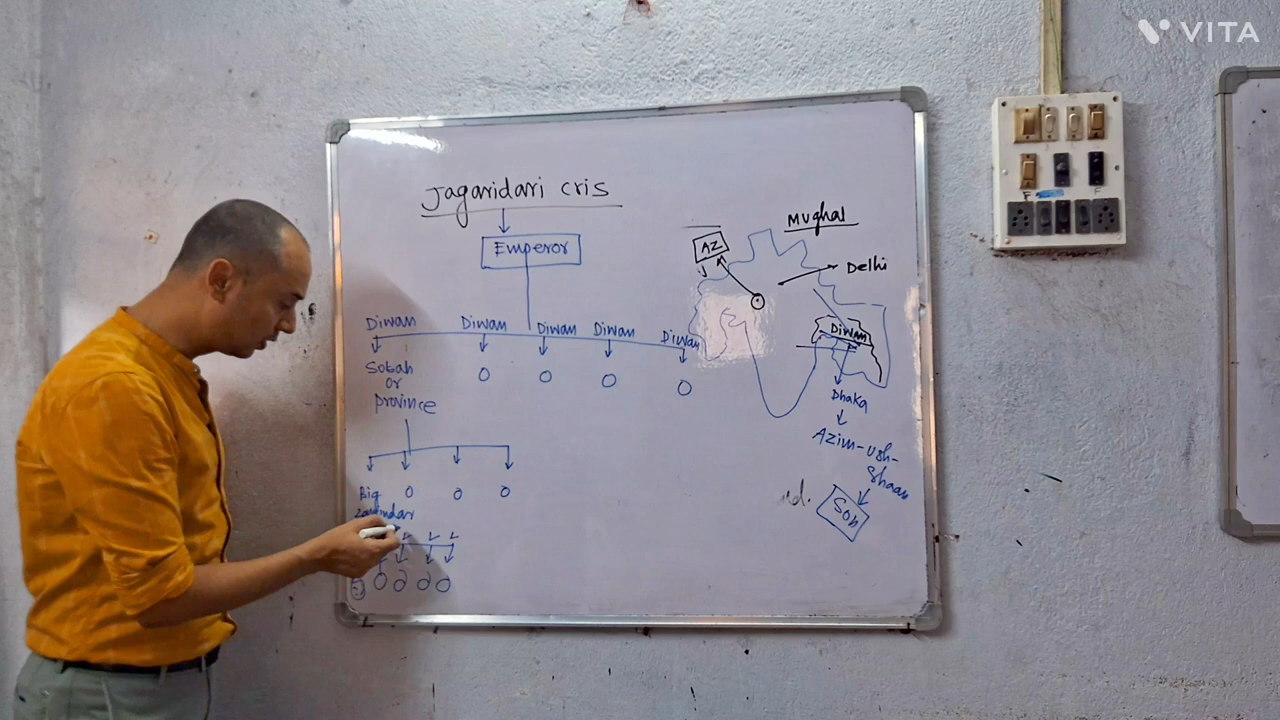 VITA
Jagaridari cris
Emperor
Diwan Diwan Diwan Diwan Diwan
Sobah
or
Province
Big
Zamindar
Mughal
AZ
Delhi
Diwan
Dhaka
Azim-ush-
Shaan
Son
F F